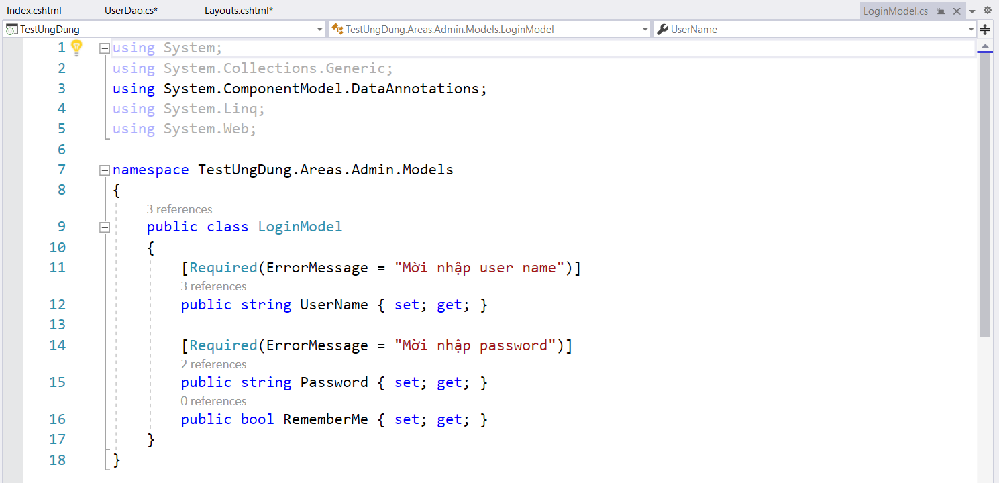 Index.cshtml UserDao.cs* _Layouts.cshtml* LoginModel.cs
TestUngDung TestUngDung.Areas.Admin.Models.LoginModel UserName
1 using System;
2 using System.Collections.Generic;
3 using System.ComponentModel.DataAnnotations;
4 using System.Linq;
5 using System.Web;
6
7 namespace TestUngDung.Areas.Admin.Models
8 {
3 references
9 public class LoginModel
10 {
11 [Required(ErrorMessage = "Mời nhập user name")]
3 references
12 public string UserName { set; get; }
13
14 [Required(ErrorMessage = "Mời nhập password")]
2 references
15 public string Password { set; get; }
0 references
16 public bool RememberMe { set; get; }
17 }
18 }